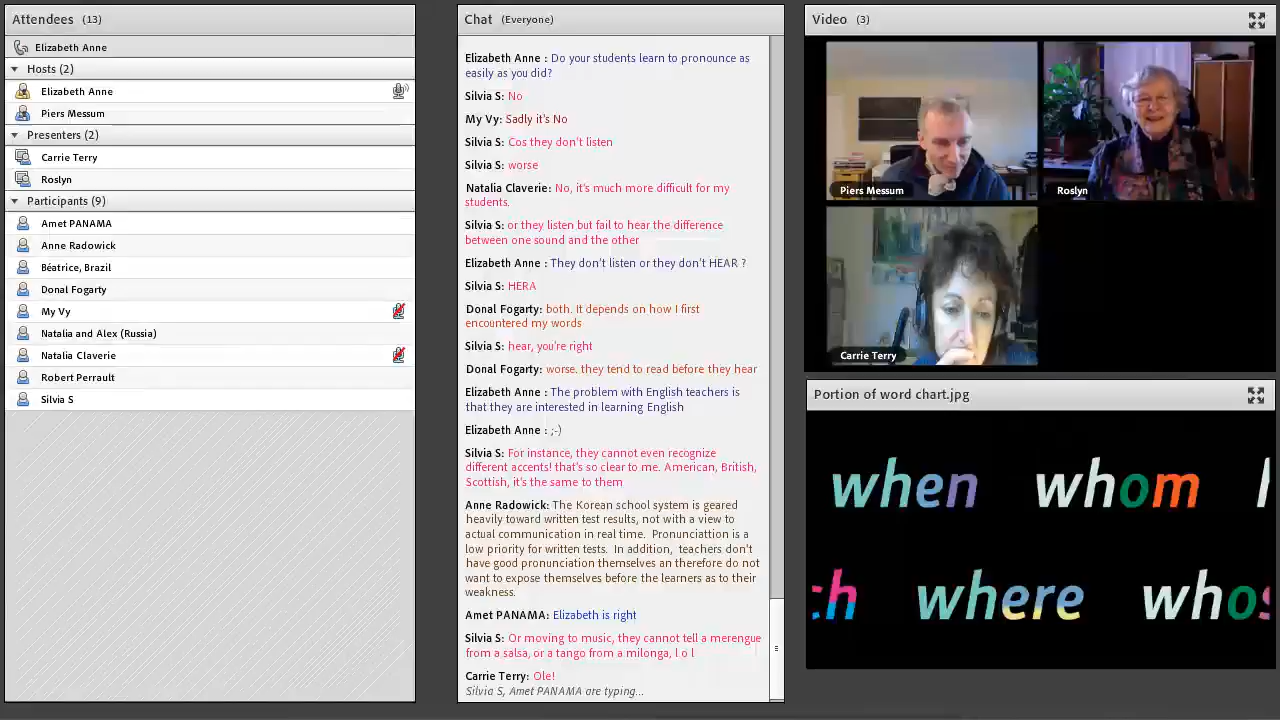 Attendees (13)
Elizabeth Anne
Hosts (2)
Elizabeth Anne
Piers Messum
Presenters (2)
Carrie Terry
Roslyn
Participants (9)
Amet PANAMA
Anne Radowick
Béatrice, Brazil
Donal Fogarty
My Vy
Natalia and Alex (Russia)
Natalia Claverie
Robert Perrault
Silvia S
Chat (Everyone)
Elizabeth Anne : Do your students learn to pronounce as
easily as you did?
Silvia S: No
My Vy: Sadly it's No
Silvia S: Cos they don't listen
Silvia S: worse
Natalia Claverie: No, it's much more difficult for my
students.
Silvia S: or they listen but fail to hear the difference
between one sound and the other
Elizabeth Anne : They don't listen or they don't HEAR ?
Silvia S: HERA
Donal Fogarty: both. It depends on how I first
encountered my words
Silvia S: hear, you're right
Donal Fogarty: worse. they tend to read before they hear
Elizabeth Anne : The problem with English teachers is
that they are interested in learning English
Elizabeth Anne : ;-)
Silvia S: For instance, they cannot even recognize
different accents! that's so clear to me. American, British,
Scottish, it's the same to them
Anne Radowick: The Korean school system is geared
heavily toward written test results, not with a view to
actual communication in real time. Pronunciattion is a
low priority for written tests. In addition, teachers don't
have good pronunciation themselves an therefore do not
want to expose themselves before the learners as to their
weakness.
Amet PANAMA: Elizabeth is right
Silvia S: Or moving to music, they cannot tell a merengue
from a salsa, or a tango from a milonga, l o l
Carrie Terry: Ole!
Silvia S, Amet PANAMA are typing...
Video (3)
Piers Messum
Roslyn
Carrie Terry
Portion of word chart.jpg
when whom
ch where whos